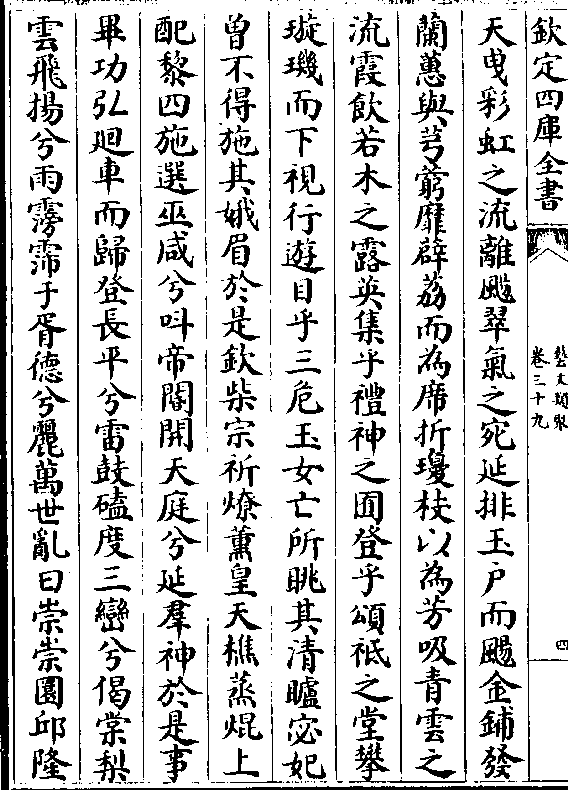 欽定四庫全書
藝文類聚
卷三十九
四
天曳彩虹之流離颺翠氣之宛延排玉户而颺金鋪發
蘭蕙與芎藭靡薜荔而為席折瓊枝以為芳吸青雲之
流霞飲若木之露英集乎禮神之囿登乎頌祗之堂攀
璇璣而下視行遊目乎三危玉女亡所眺其清矑宓妃
曾不得施其娥眉於是欽柴宗祈燎薰皇天樵蒸焜上
配黎四施選巫咸兮叫帝閽開天庭兮延羣神於是事
畢功弘廻車而歸登長平兮雷鼓磕度三巒兮偈棠梨
雲飛揚兮雨霶霈于胥德兮麗萬世亂曰崇崇圜邱隆